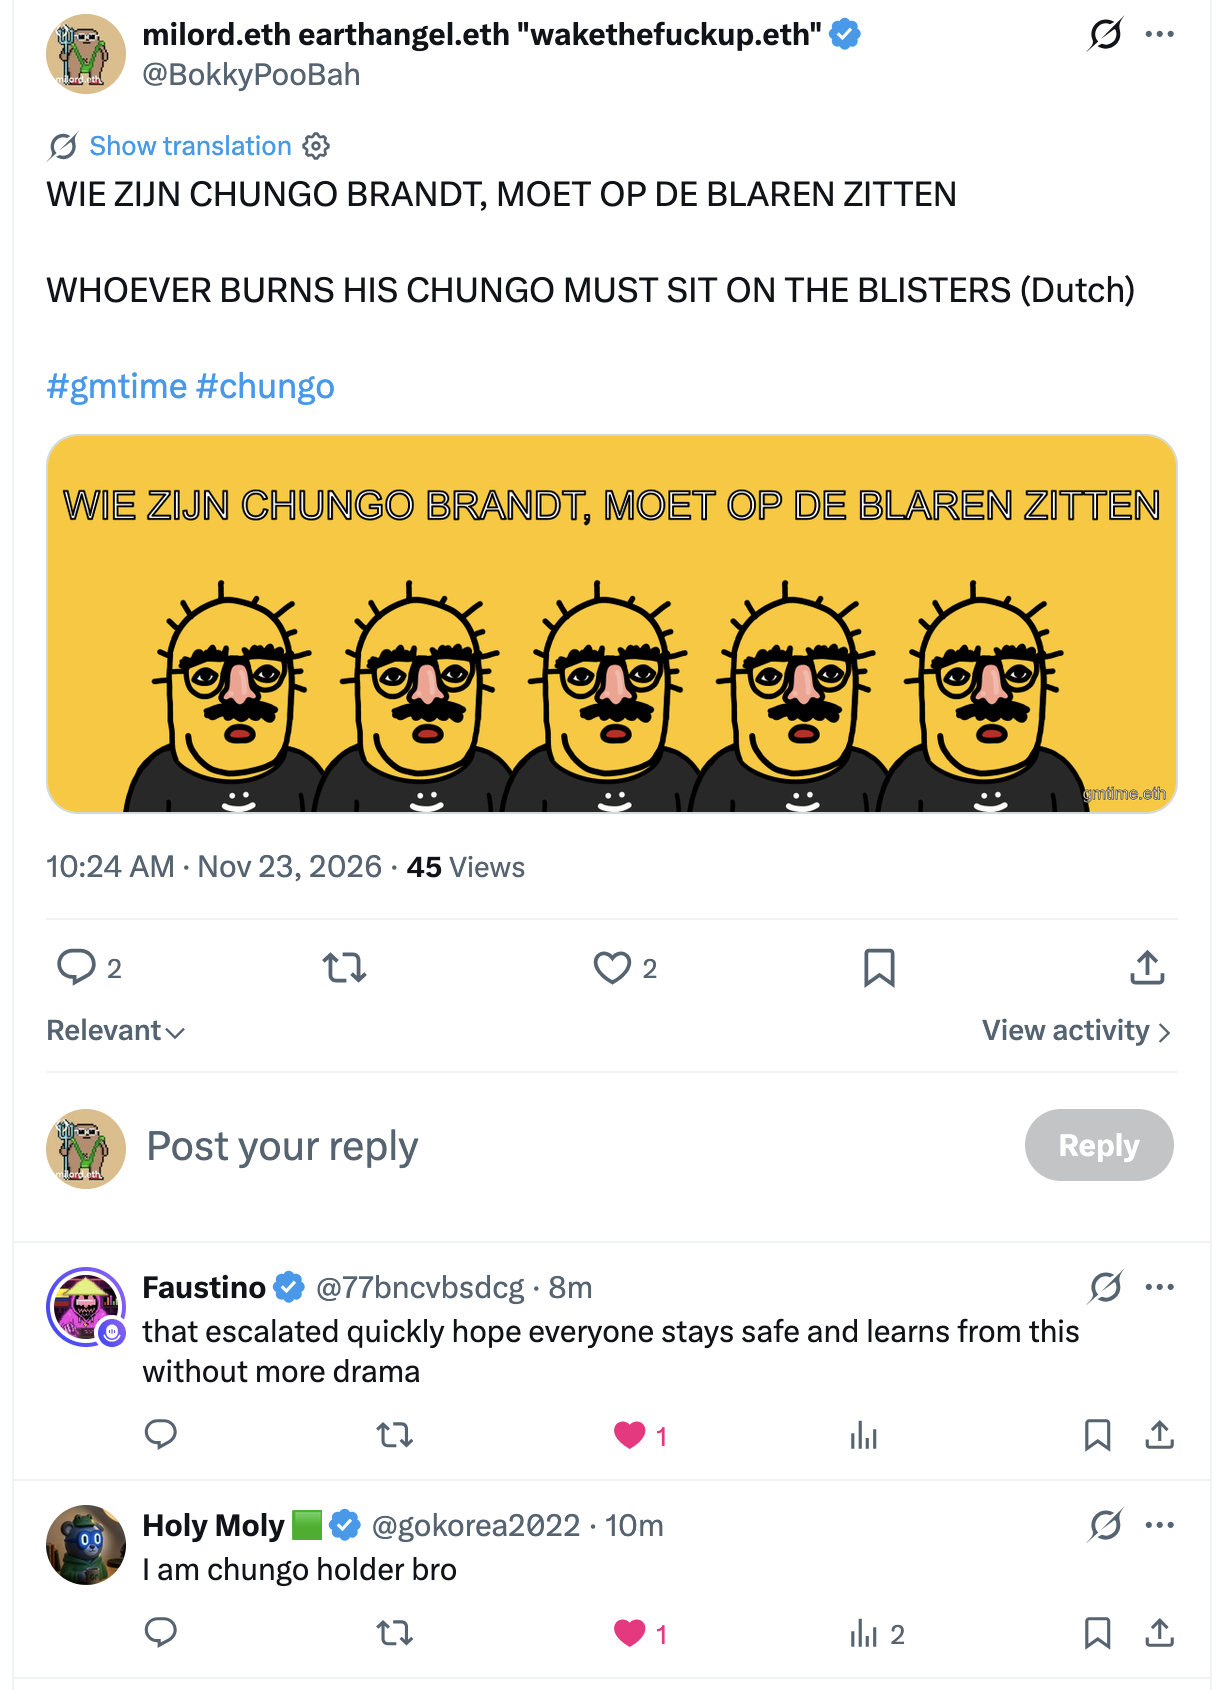 milord.eth earthangel.eth "wakethefuckup.eth"
@BokkyPooBah
Show translation
WIE ZIJN CHUNGO BRANDT, MOET OP DE BLAREN ZITTEN
WHOEVER BURNS HIS CHUNGO MUST SIT ON THE BLISTERS (Dutch)
#gmtime #chungo
WIE ZIJN CHUNGO BRANDT, MOET OP DE BLAREN ZITTEN
gmtime.eth
10:24 AM · Nov 23, 2026 · 45 Views
2 2
Relevant
View activity
milord.eth
Post your reply
Reply
Faustino @77bncvbsdcg · 8m
that escalated quickly hope everyone stays safe and learns from this
without more drama
1
Holy Moly @gokorea2022 · 10m
I am chungo holder bro
1 2